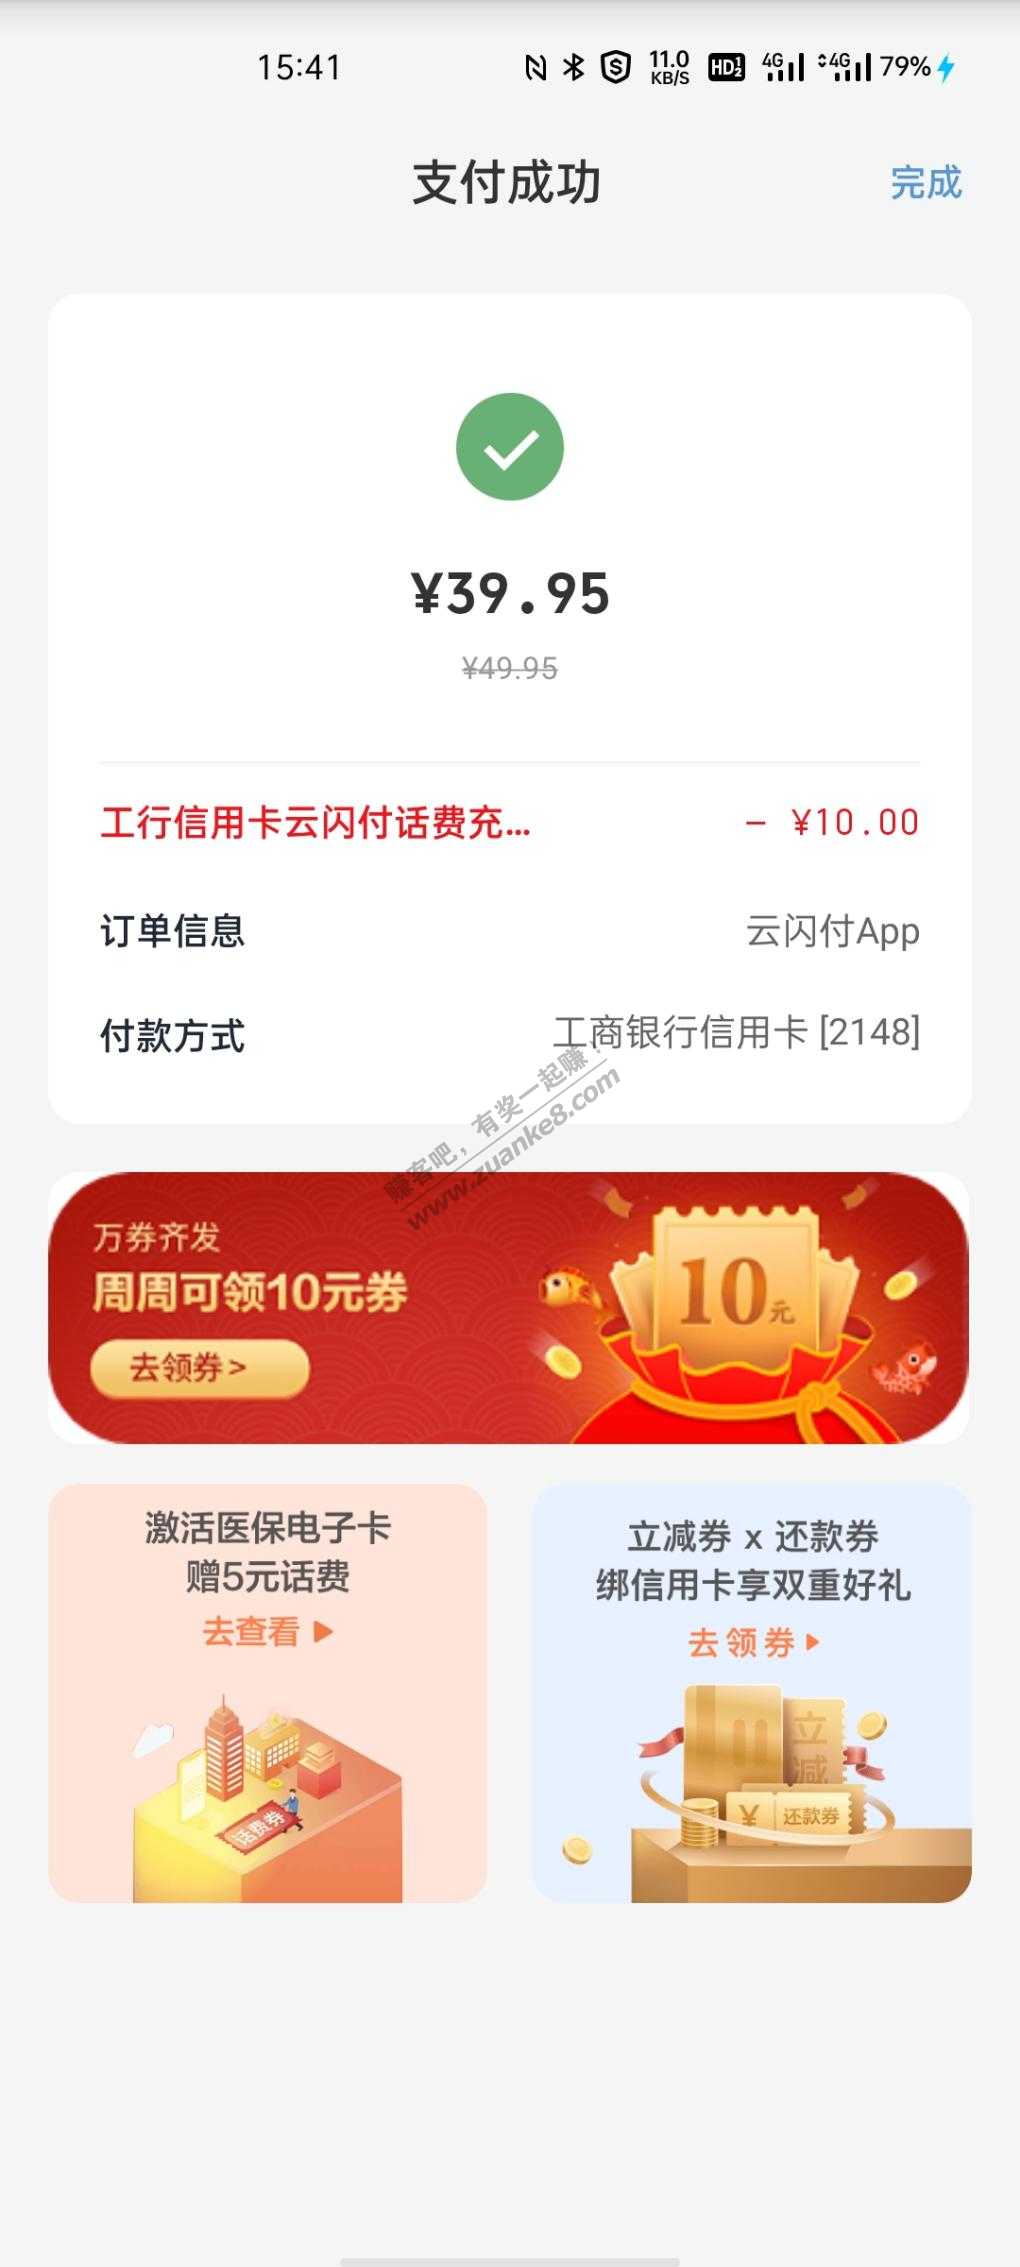 15:41
11.0
KB/S
HD
4G
4G
79%
支付成功
完成
¥39.95
¥49.95
工行信用卡云闪付话费充...
- ¥10.00
订单信息
云闪付App
付款方式
工商银行信用卡 [2148]
赚客吧，有奖一起赚！
www.zuanke8.com
万券齐发
周周可领10元券
去领券>
10元
激活医保电子卡
赠5元话费
去查看
话费券
立减券 x 还款券
绑信用卡享双重好礼
去领券
立减
¥
还款券